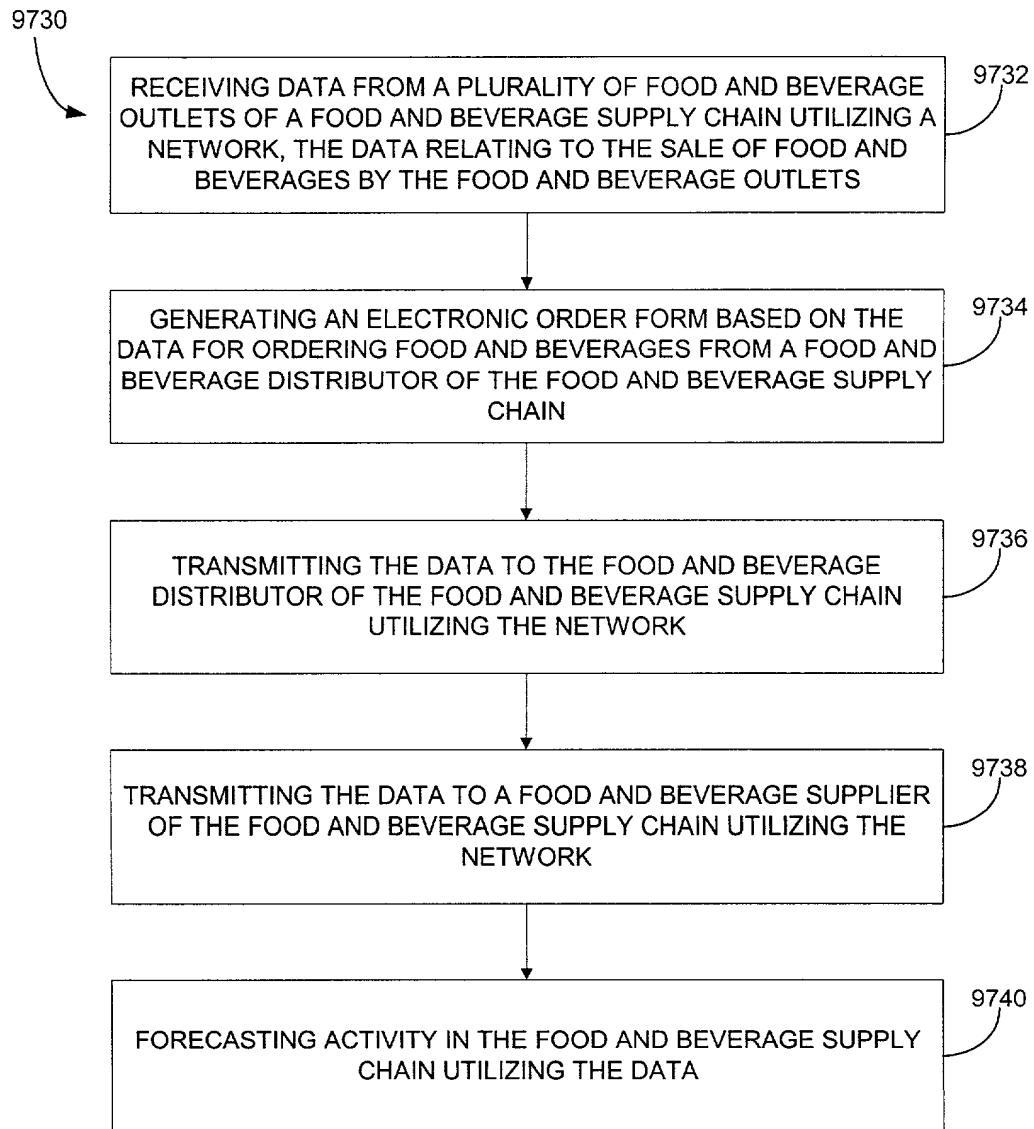 9730
RECEIVING DATA FROM A PLURALITY OF FOOD AND BEVERAGE
OUTLETS OF A FOOD AND BEVERAGE SUPPLY CHAIN UTILIZING A
NETWORK, THE DATA RELATING TO THE SALE OF FOOD AND
BEVERAGES BY THE FOOD AND BEVERAGE OUTLETS
9732
GENERATING AN ELECTRONIC ORDER FORM BASED ON THE
DATA FOR ORDERING FOOD AND BEVERAGES FROM A FOOD AND
BEVERAGE DISTRIBUTOR OF THE FOOD AND BEVERAGE SUPPLY
CHAIN
9734
TRANSMITTING THE DATA TO THE FOOD AND BEVERAGE
DISTRIBUTOR OF THE FOOD AND BEVERAGE SUPPLY CHAIN
UTILIZING THE NETWORK
9736
TRANSMITTING THE DATA TO A FOOD AND BEVERAGE SUPPLIER
OF THE FOOD AND BEVERAGE SUPPLY CHAIN UTILIZING THE
NETWORK
9738
FORECASTING ACTIVITY IN THE FOOD AND BEVERAGE SUPPLY
CHAIN UTILIZING THE DATA
9740